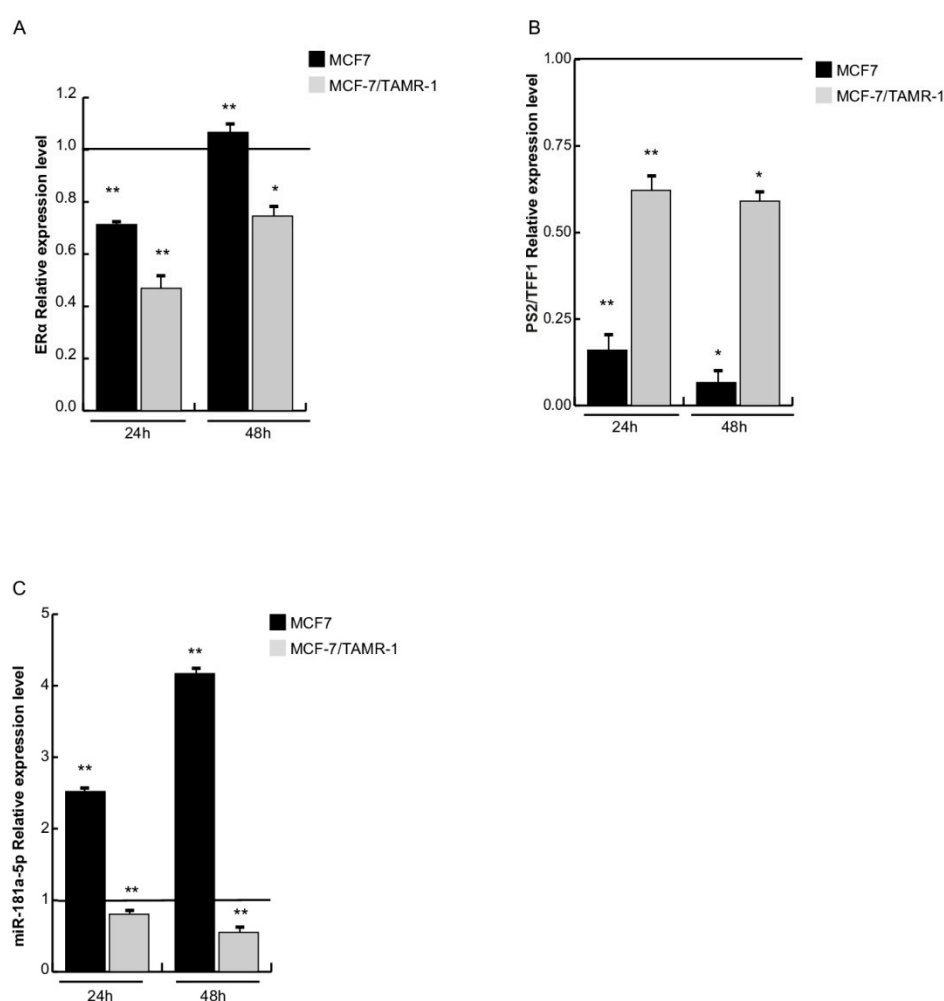 A
MCF7
MCF-7/TAMR-1
ERα Relative expression level
1.2
1.0
0.8
0.6
0.4
0.2
0.0
**
**
**
*
24h
48h
B
MCF7
MCF-7/TAMR-1
PS2/TFF1 Relative expression level
1.00
0.75
0.50
0.25
0.00
**
**
*
*
24h
48h
C
MCF7
MCF-7/TAMR-1
miR-181a-5p Relative expression level
5
4
3
2
1
0
**
**
**
**
24h
48h